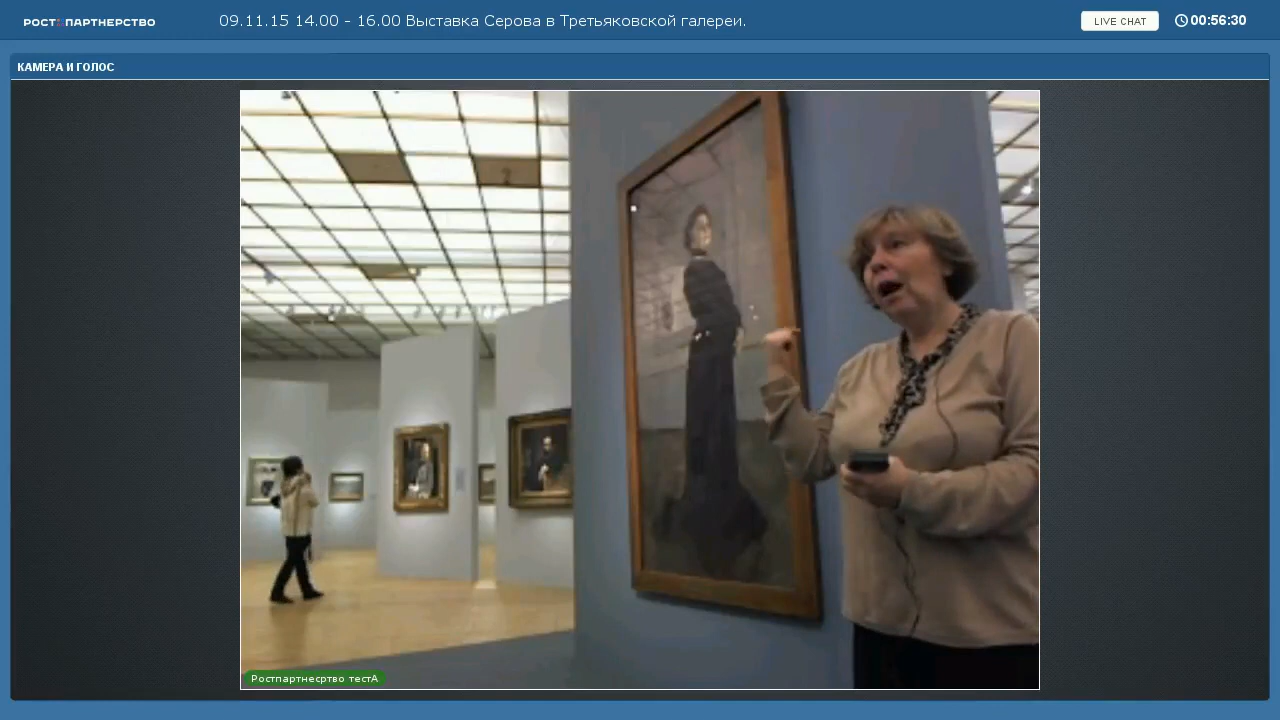 РОСТ ПАРТНЕРСТВО
09.11.15 14.00 - 16.00 Выставка Серова в Третьяковской галереи.
LIVE CHAT
00:56:30
КАМЕРА И ГОЛОС
Ростпартнесртво тестА